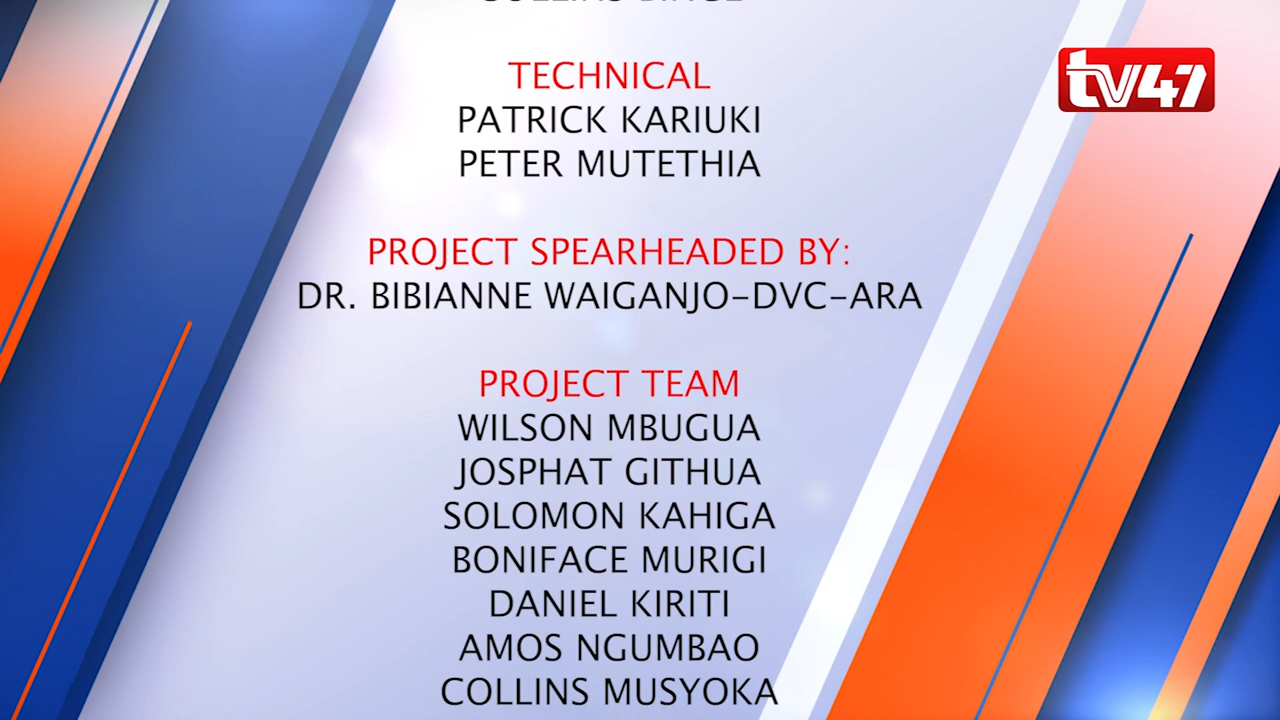 tv47
TECHNICAL
PATRICK KARIUKI
PETER MUTETHIA
PROJECT SPEARHEADED BY:
DR. BIBIANNE WAIGANJO-DVC-ARA
PROJECT TEAM
WILSON MBUGUA
JOSPHAT GITHUA
SOLOMON KAHIGA
BONIFACE MURIGI
DANIEL KIRITI
AMOS NGUMBAO
COLLINS MUSYOKA